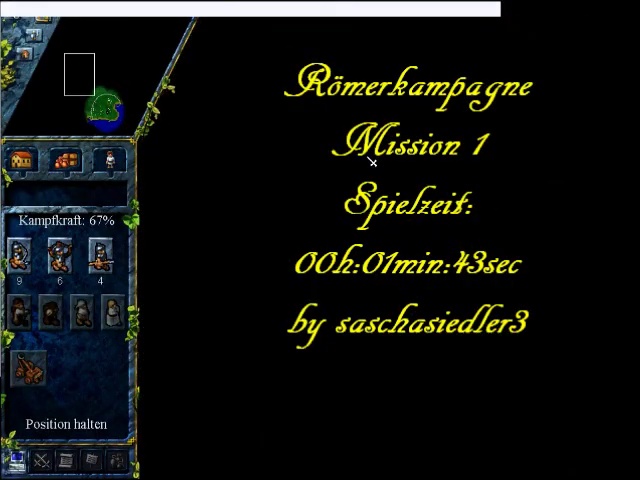 Römerkampagne
Mission 1
Spielzeit:
00h:01min:43sec
by saschasiedler3
Kampfkraft: 67%
9 6 4
Position halten